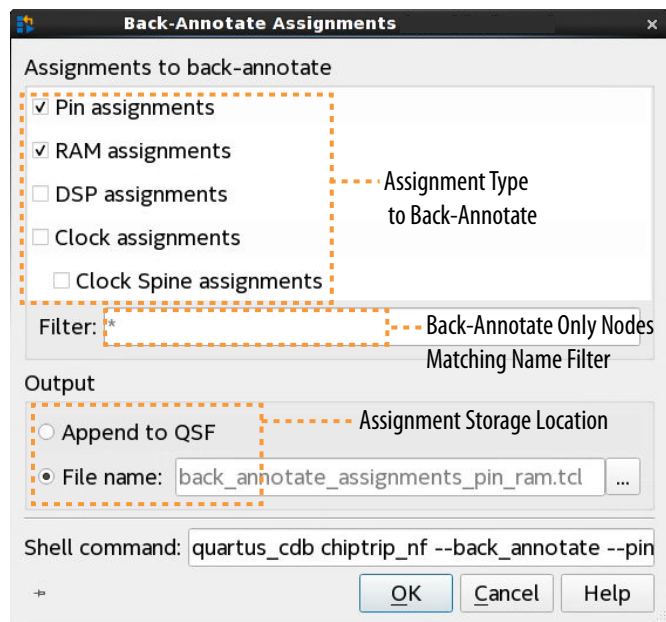 Back-Annotate Assignments
Assignments to back-annotate
Pin assignments
RAM assignments
DSP assignments
Assignment Type
to Back-Annotate
Clock assignments
Clock Spine assignments
Filter: *
Back-Annotate Only Nodes
Matching Name Filter
Output
Assignment Storage Location
Append to QSF
File name: back_annotate_assignments_pin_ram.tcl ...
Shell command: quartus_cdb chiptrip_nf --back_annotate --pin
OK Cancel Help